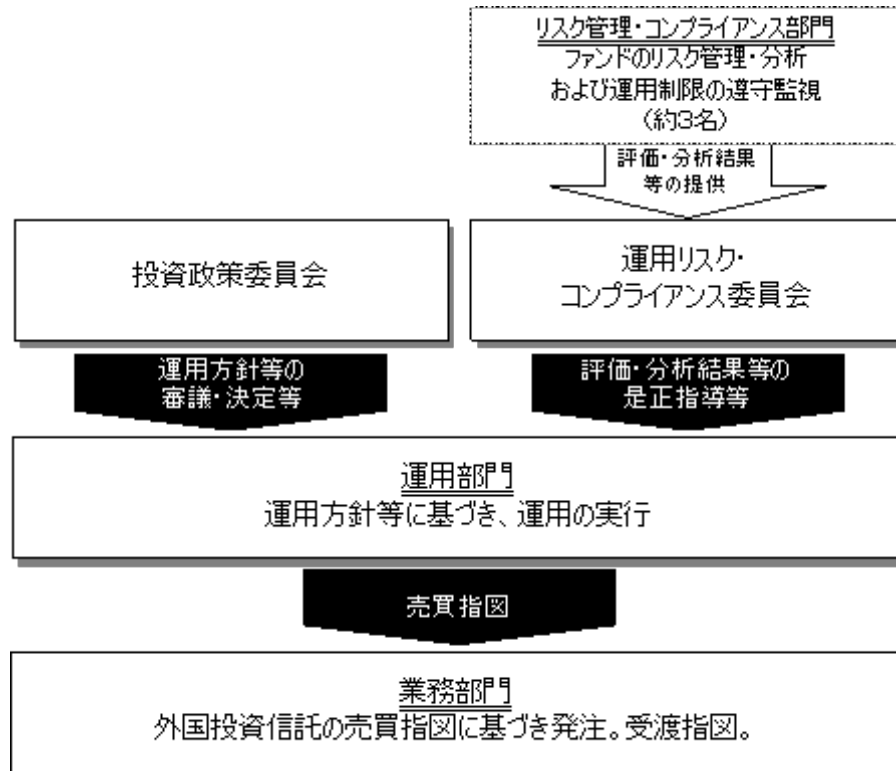 リスク管理・コンプライアンス部門
ファンドのリスク管理・分析
および運用制限の遵守監視
(約3名)
評価・分析結果
等の提供
投資政策委員会
運用リスク・
コンプライアンス委員会
運用方針等の
審議・決定等
評価・分析結果等の
是正指導等
運用部門
運用方針等に基づき、運用の実行
売買指図
業務部門
外国投資信託の売買指図に基づき発注。受渡指図。